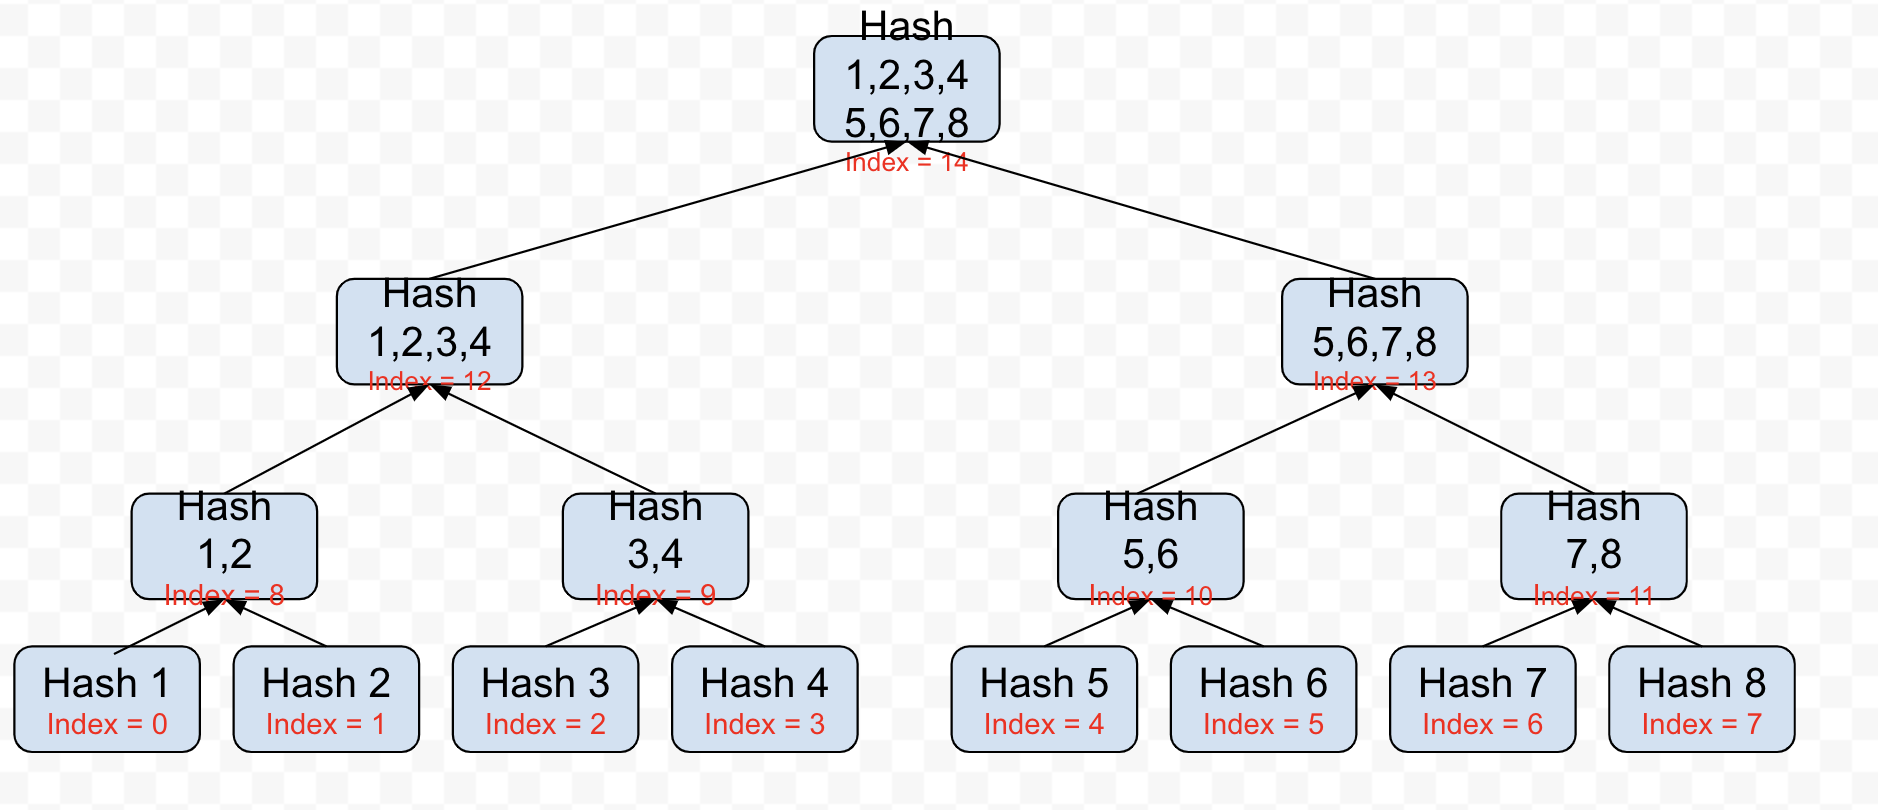 Hash
1,2,3,4
5,6,7,8
Index = 14
Hash
1,2,3,4
Index = 12
Hash
5,6,7,8
Index = 13
Hash
1,2
Index = 8
Hash
3,4
Index = 9
Hash
5,6
Index = 10
Hash
7,8
Index = 11
Hash 1
Index = 0
Hash 2
Index = 1
Hash 3
Index = 2
Hash 4
Index = 3
Hash 5
Index = 4
Hash 6
Index = 5
Hash 7
Index = 6
Hash 8
Index = 7